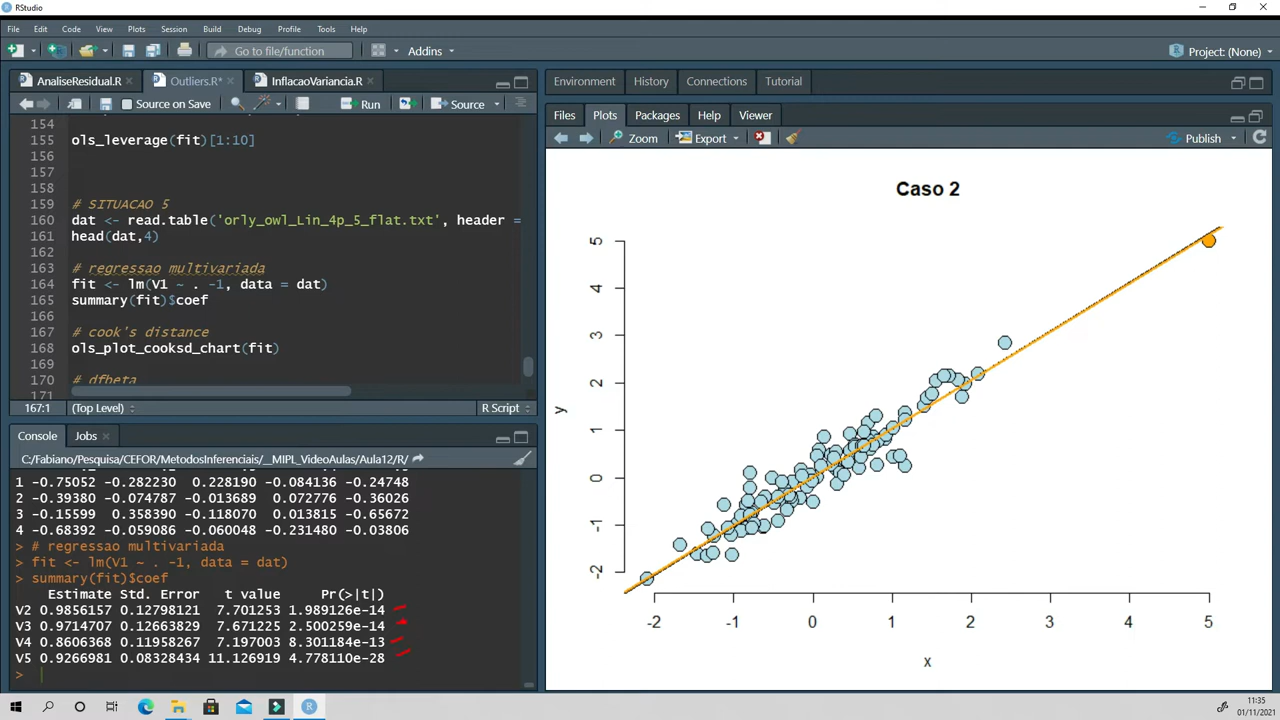 RStudio
File Edit Code View Plots Session Build Debug Profile Tools Help
Go to file/function Addins Project: (None)
AnaliseResidual.R Outliers.R* InflacaoVariancia.R
Source on Save Run Source
154
155 ols_leverage(fit)[1:10]
156
157
158
159 # SITUACAO 5
160 dat <- read.table('orly_owl_Lin_4p_5_flat.txt', header =
161 head(dat,4)
162
163 # regressao multivariada
164 fit <- lm(V1 ~ . -1, data = dat)
165 summary(fit)$coef
166
167 # cook's distance
168 ols_plot_cooksd_chart(fit)
169
170 # dfbeta
171
167:1 (Top Level) R Script
Console Jobs
C:/Fabiano/Pesquisa/CEFOR/MetodosInferenciais/__MIPL_VideoAulas/Aula12/R/
1 -0.75052 -0.282230 0.228190 -0.084136 -0.24748
2 -0.39380 -0.074787 -0.013689 0.072776 -0.36026
3 -0.15599 0.358390 -0.118070 0.013815 -0.65672
4 -0.68392 -0.059086 -0.060048 -0.231480 -0.03806
> # regressao multivariada
> fit <- lm(V1 ~ . -1, data = dat)
> summary(fit)$coef
Estimate Std. Error t value Pr(>|t|)
V2 0.9856157 0.12798121 7.701253 1.989126e-14
V3 0.9714707 0.12663829 7.671225 2.500259e-14
V4 0.8606368 0.11958267 7.197003 8.301184e-13
V5 0.9266981 0.08328434 11.126919 4.778110e-28
>
Environment History Connections Tutorial
Files Plots Packages Help Viewer
Zoom Export Publish
Caso 2
5
4
3
2
1
0
-1
-2
y
-2 -1 0 1 2 3 4 5
x
11:35
01/11/2021